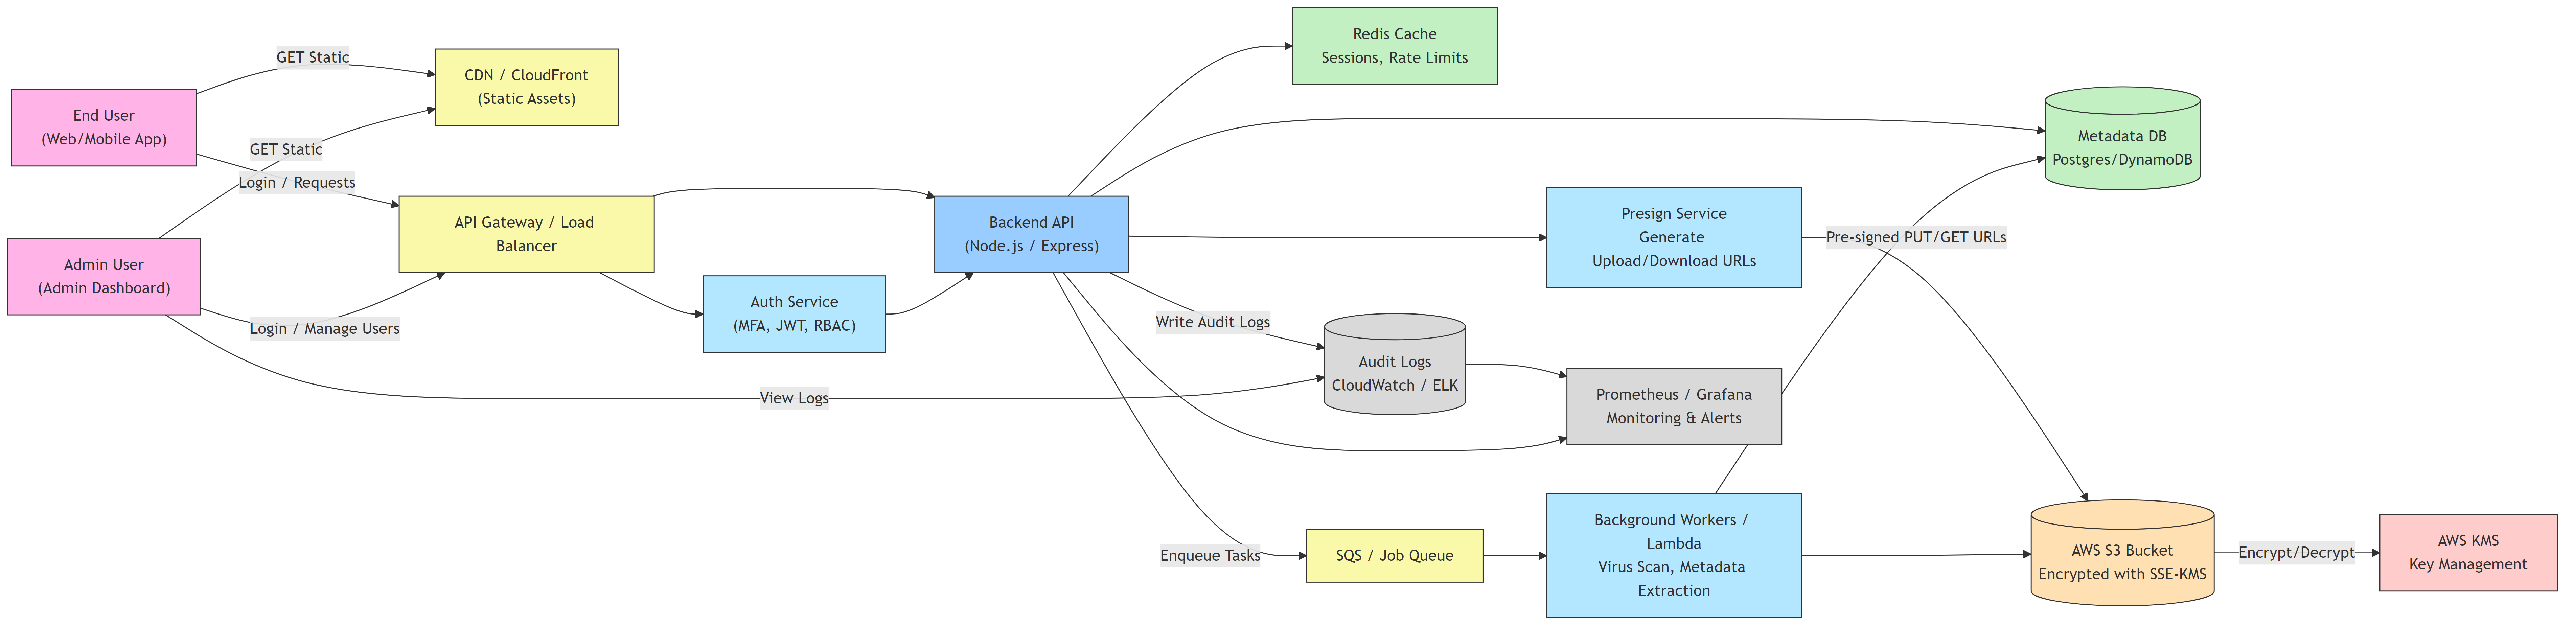 GET Static
CDN / CloudFront
(Static Assets)
End User
(Web/Mobile App)
GET Static
Login / Requests
Admin User
(Admin Dashboard)
Login / Manage Users
API Gateway / Load
Balancer
Auth Service
(MFA, JWT, RBAC)
View Logs
Backend API
(Node.js / Express)
Redis Cache
Sessions, Rate Limits
Write Audit Logs
Audit Logs
CloudWatch / ELK
Enqueue Tasks
SQS / Job Queue
Presign Service
Generate
Upload/Download URLs
Prometheus / Grafana
Monitoring & Alerts
Background Workers /
Lambda
Virus Scan, Metadata
Extraction
Pre-signed PUT/GET URLs
Metadata DB
Postgres/DynamoDB
AWS S3 Bucket
Encrypted with SSE-KMS
Encrypt/Decrypt
AWS KMS
Key Management